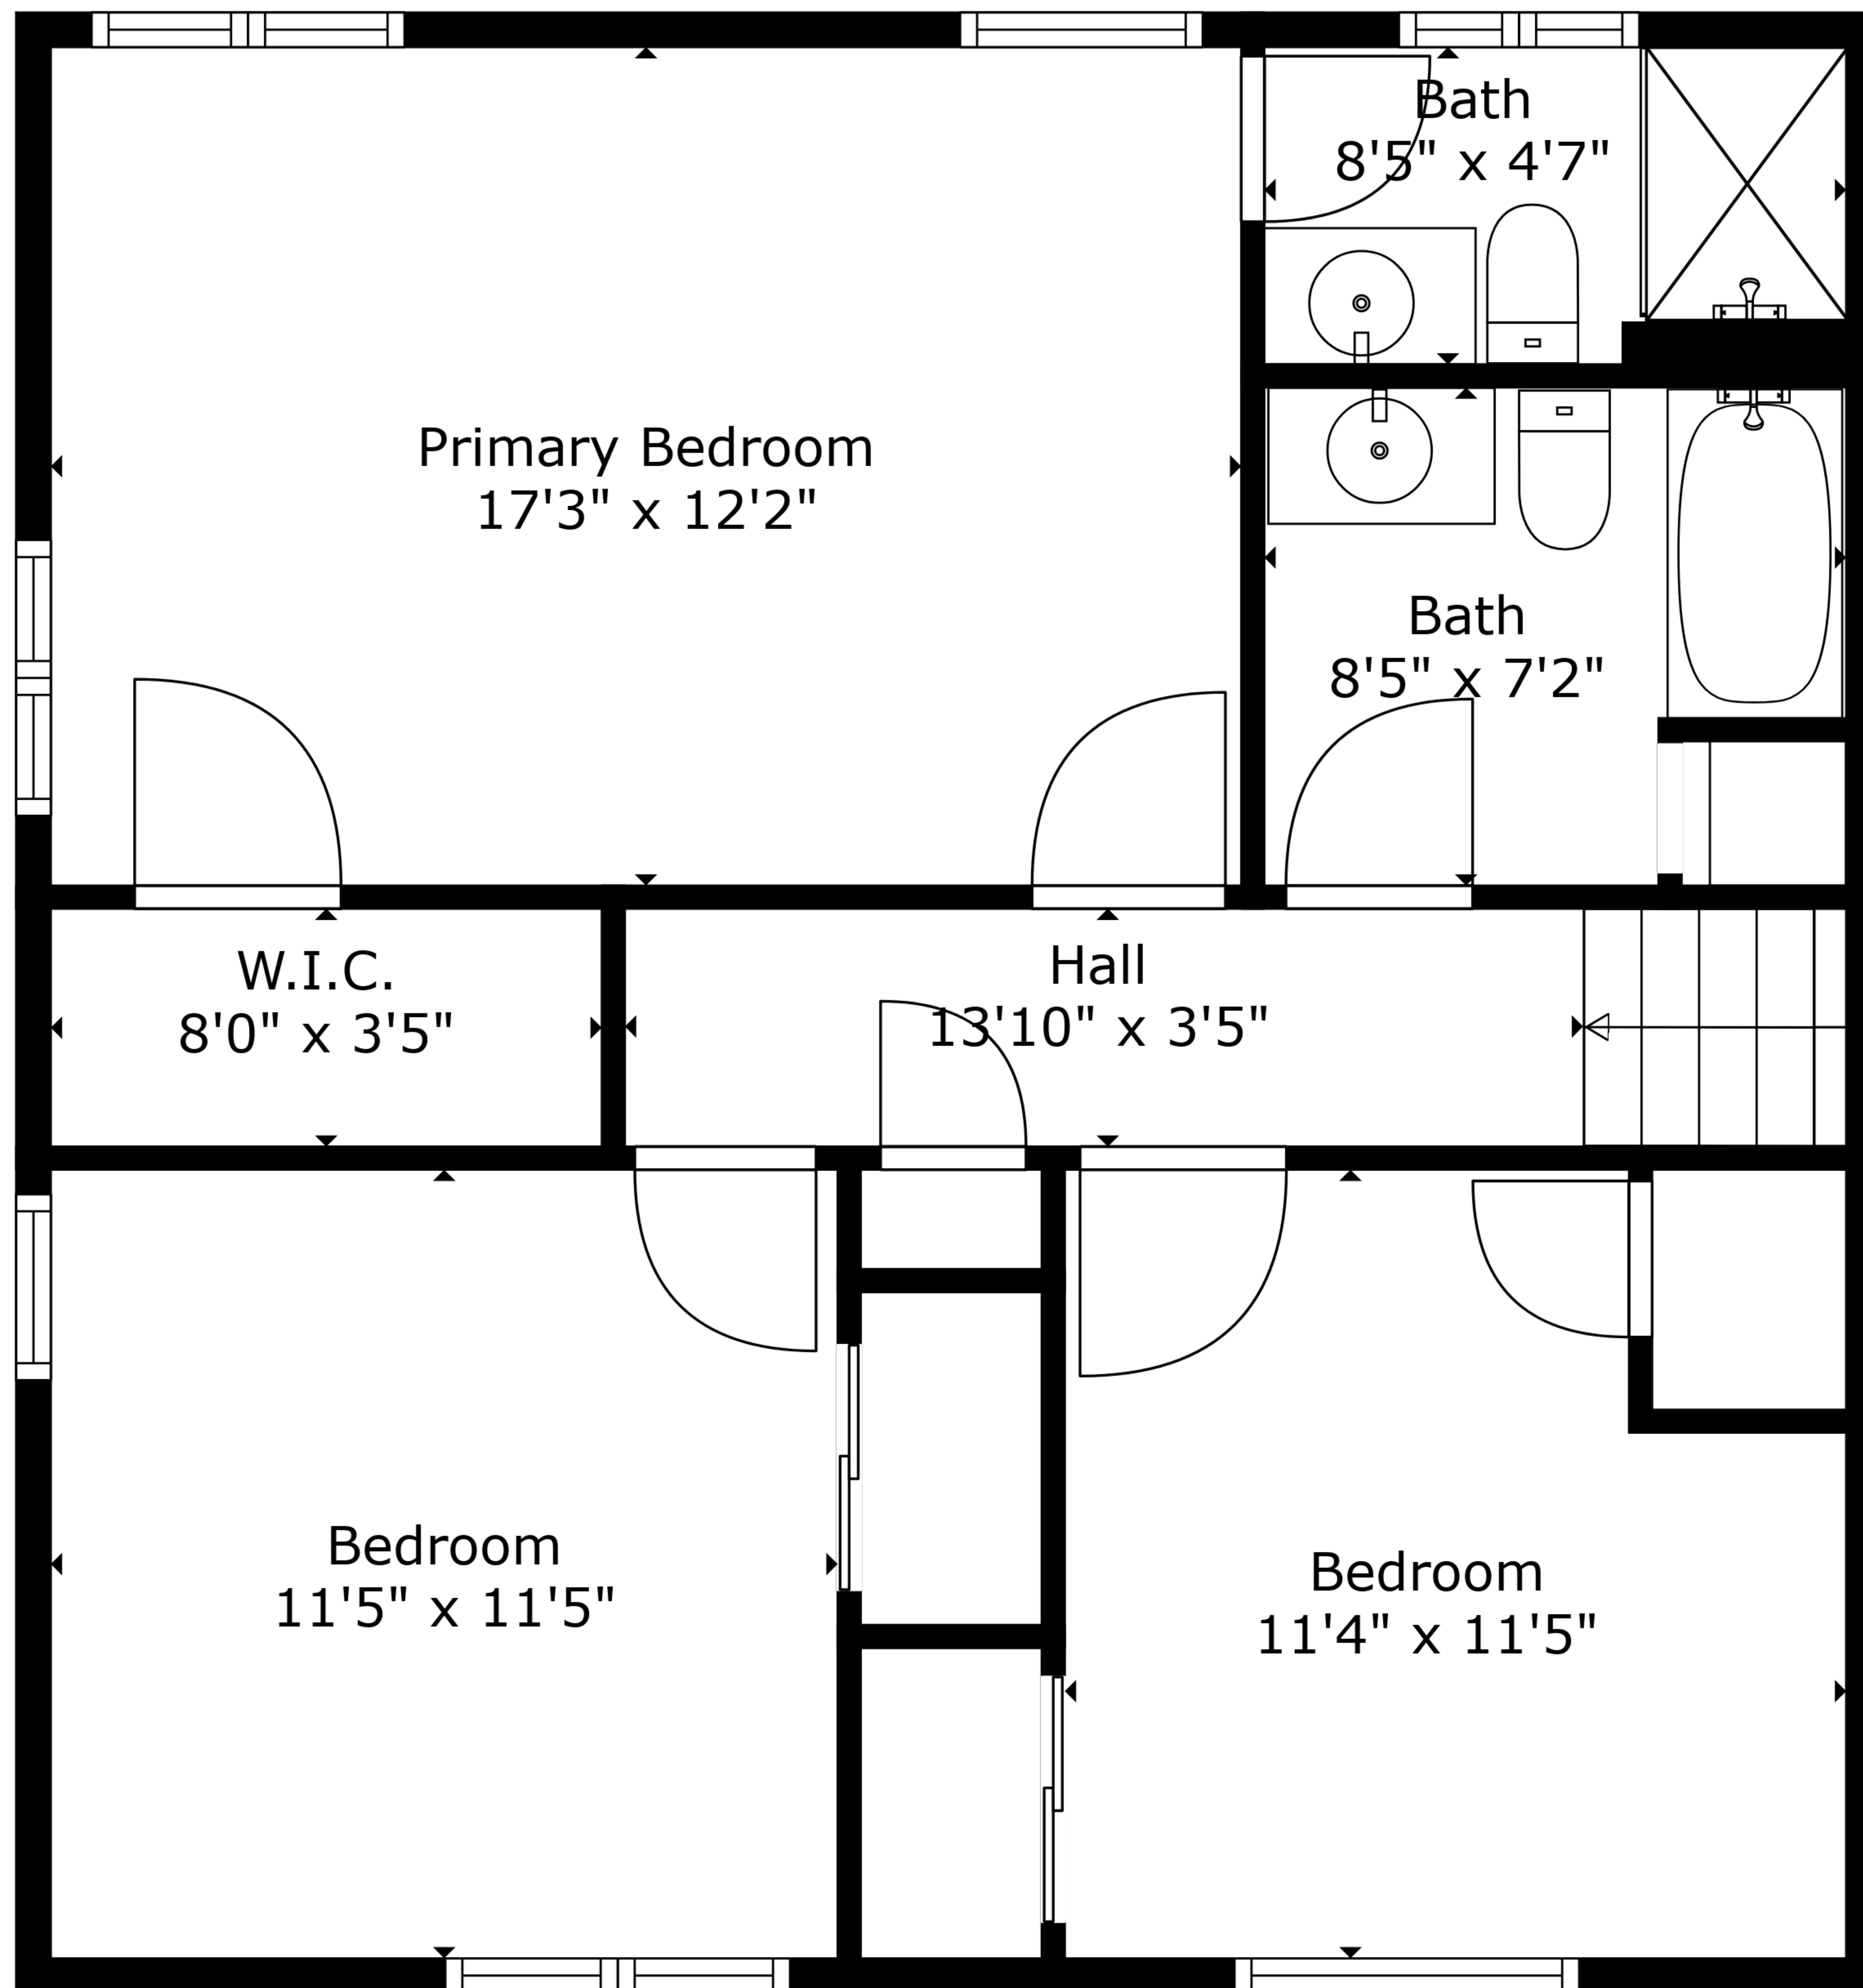 Bath
8'5" x 4'7"
Primary Bedroom
17'3" x 12'2"
Bath
8'5" x 7'2"
W.I.C.
8'0" x 3'5"
Hall
13'10" x 3'5"
Bedroom
11'5" x 11'5"
Bedroom
11'4" x 11'5"